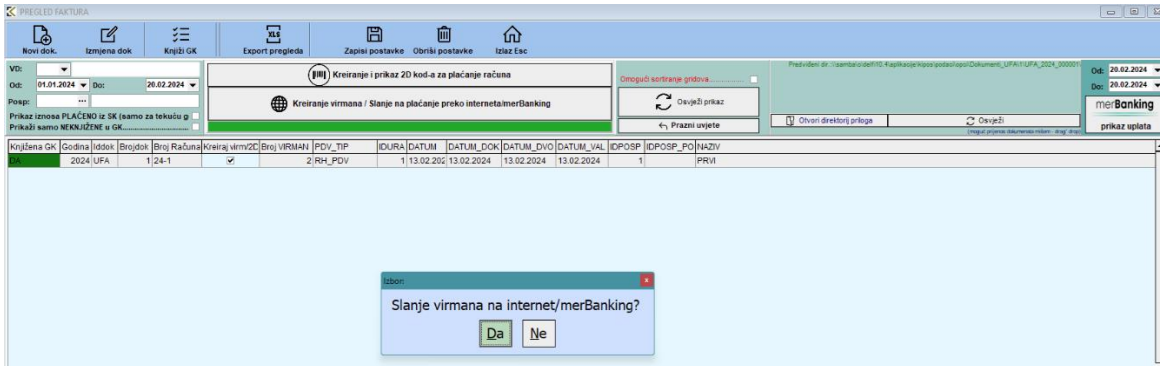 PREGLED FAKTURA
Novi dok. Izmjena dok Knjiži GK Export pregleda Zapisi postavke Obriši postavke Izlaz Esc
VD:
Od: 01.01.2024 Do: 20.02.2024
Posp: ...
Prikaz iznosa PLAĆENO iz SK (samo za tekuću g
Prikaži samo NEKNJIŽENE u GK
Kreiranje i prikaz 2D kod-a za plaćanje računa
Kreiranje virmana / Slanje na plaćanje preko interneta/merBanking
Omogući sortiranje gridova
Osvježi prikaz
Prazni uvjete
Otvori direktorij priloga
Osvježi
Od: 20.02.2024
Do: 20.02.2024
merBanking
prikaz uplata
Knjižena GK Godina Iddok Brojdok Broj Računa Kreiraj virm/2D Broj VIRMAN PDV_TIP IDURA DATUM DATUM_DOK DATUM_DVO DATUM_VAL IDPOSP IDPOSP_PO NAZIV
DA 2024 UFA 1 24-1 2 RH_PDV 1 13.02.202 13.02.2024 13.02.2024 13.02.2024 1 PRVI
Izbor:
Slanje virmana na internet/merBanking?
Da Ne